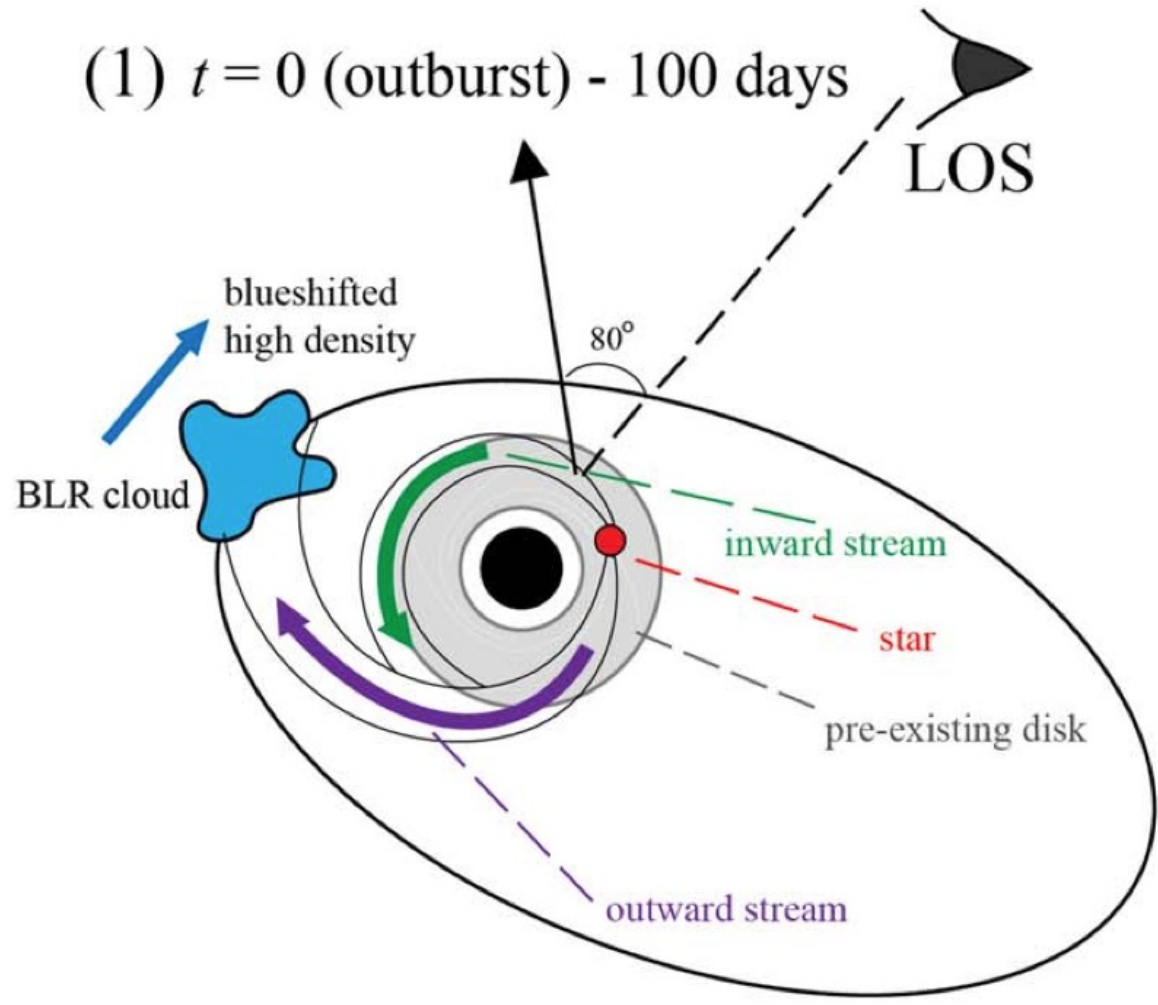 (1) t = 0 (outburst) - 100 days
LOS
blueshifted
high density
80°
BLR cloud
inward stream
star
pre-existing disk
outward stream